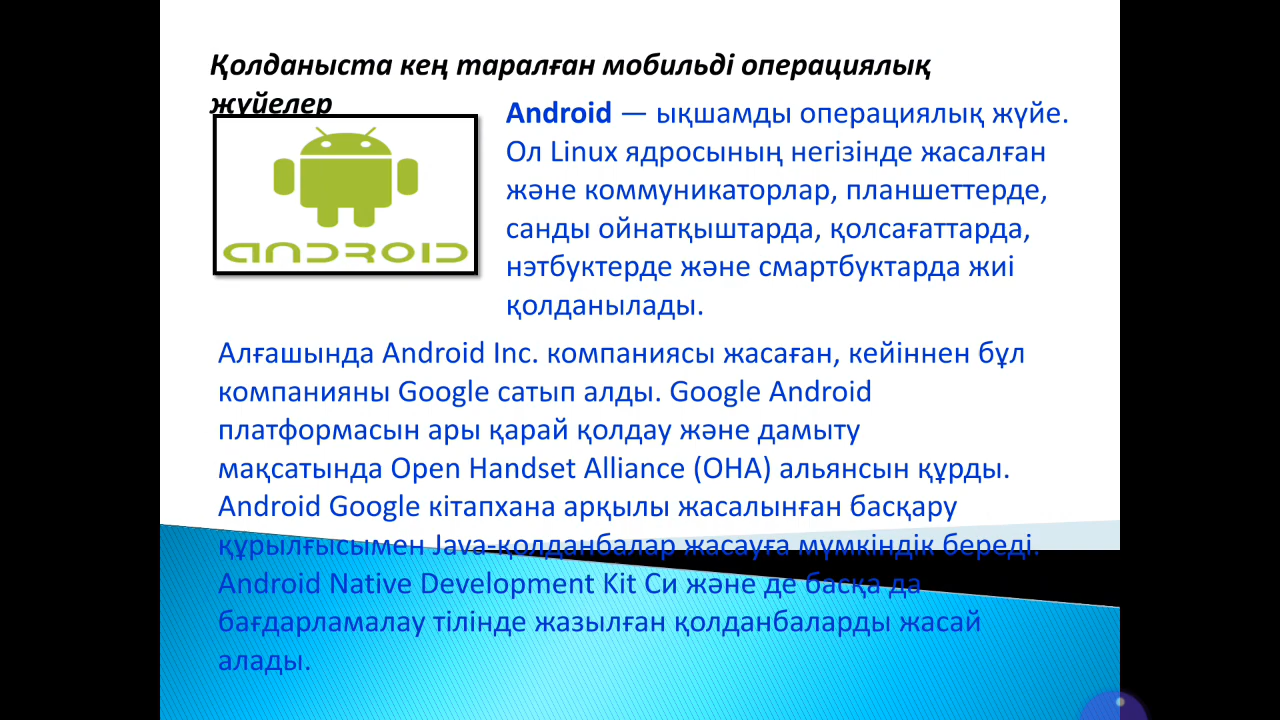 Қолданыста кең таралған мобильді операциялық
жүйелер
ANDROID
Android — ықшамды операциялық жүйе.
Ол Linux ядросының негізінде жасалған
және коммуникаторлар, планшеттерде,
санды ойнатқыштарда, қолсағаттарда,
нэтбуктерде және смартбуктарда жиі
қолданылады.
Алғашында Android Inc. компаниясы жасаған, кейіннен бұл
компанияны Google сатып алды. Google Android
платформасын ары қарай қолдау және дамыту
мақсатында Open Handset Alliance (OHA) альянсын құрды.
Android Google кітапхана арқылы жасалынған басқару
құрылғысымен Java-қолданбалар жасауға мүмкіндік береді.
Android Native Development Kit Си және де басқа да
бағдарламалау тілінде жазылған қолданбаларды жасай
алады.